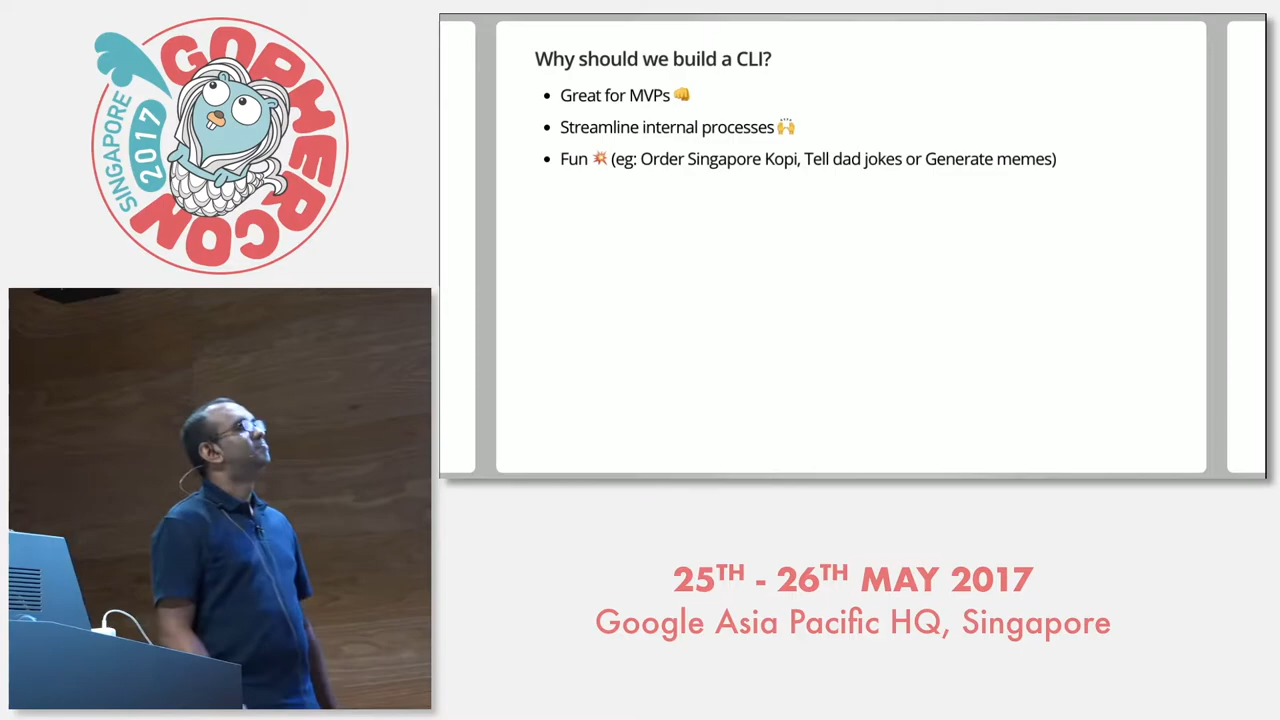 GOPHERCON
SINGAPORE
2017
Why should we build a CLI?
• Great for MVPs 👊
• Streamline internal processes 🙌
• Fun 💥 (eg: Order Singapore Kopi, Tell dad jokes or Generate memes)
25TH - 26TH MAY 2017
Google Asia Pacific HQ, Singapore